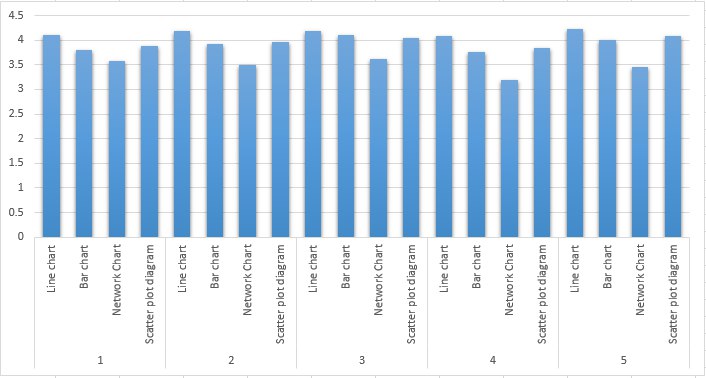 4.5
4
3.5
3
2.5
2
1.5
1
0.5
0
Line chart
Bar chart
Network Chart
Scatter plot diagram
Line chart
Bar chart
Network Chart
Scatter plot diagram
Line chart
Bar chart
Network Chart
Scatter plot diagram
Line chart
Bar chart
Network Chart
Scatter plot diagram
Line chart
Bar chart
Network Chart
Scatter plot diagram
1
2
3
4
5